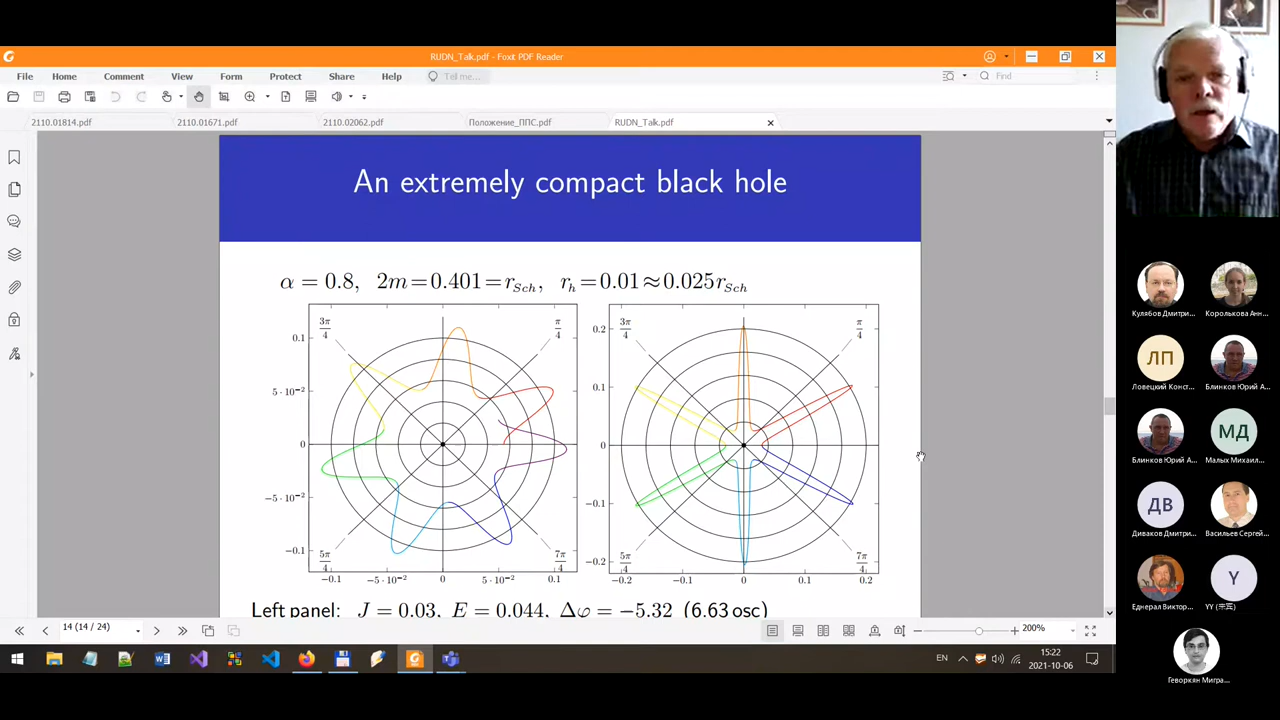 RUDN_Talk.pdf - Foxit PDF Reader
File Home Comment View Form Protect Share Help Tell me... Find
2110.01814.pdf 2110.01671.pdf 2110.02062.pdf Положение_ППС.pdf RUDN_Talk.pdf
An extremely compact black hole
α = 0.8, 2m = 0.401 = r_Sch, r_h = 0.01 ≈ 0.025 r_Sch
3π/4 π/4 3π/4 π/4
0.1 5·10⁻² 0 −5·10⁻² −0.1
0.2 0.1 0 −0.1 −0.2
5π/4 7π/4 5π/4 7π/4
−0.1 −5·10⁻² 0 5·10⁻² 0.1
−0.2 −0.1 0 0.1 0.2
Left panel: J = 0.03, E = 0.044, Δφ = −5.32 (6.63 osc)
14 (14 / 24) 200%
EN 15:22
2021-10-06
Кулябов Дмитри... Королькова Анн...
ЛП
Ловецкий Конст... Блинков Юрий А...
МД
Блинков Юрий А... Малых Михаил...
ДВ
Диваков Дмитри... Васильев Сергей...
Y
Еднерал Виктор... YY (
Геворкян Мигра...